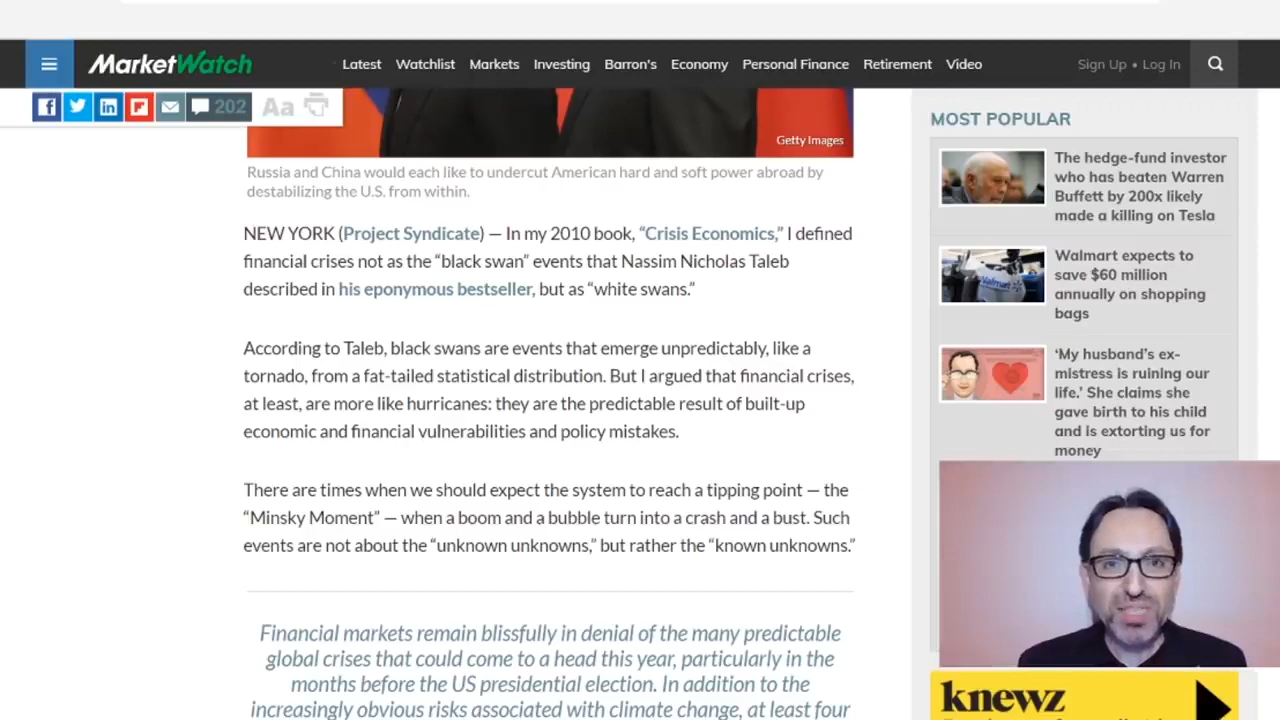 MarketWatch
Latest Watchlist Markets Investing Barron's Economy Personal Finance Retirement Video
Sign Up • Log In
202
Aa
Getty Images
Russia and China would each like to undercut American hard and soft power abroad by
destabilizing the U.S. from within.
NEW YORK (Project Syndicate) — In my 2010 book, “Crisis Economics,” I defined
financial crises not as the “black swan” events that Nassim Nicholas Taleb
described in his eponymous bestseller, but as “white swans.”
According to Taleb, black swans are events that emerge unpredictably, like a
tornado, from a fat-tailed statistical distribution. But I argued that financial crises,
at least, are more like hurricanes: they are the predictable result of built-up
economic and financial vulnerabilities and policy mistakes.
There are times when we should expect the system to reach a tipping point — the
“Minsky Moment” — when a boom and a bubble turn into a crash and a bust. Such
events are not about the “unknown unknowns,” but rather the “known unknowns.”
Financial markets remain blissfully in denial of the many predictable
global crises that could come to a head this year, particularly in the
months before the US presidential election. In addition to the
increasingly obvious risks associated with climate change, at least four
MOST POPULAR
The hedge-fund investor
who has beaten Warren
Buffett by 200x likely
made a killing on Tesla
Walmart expects to
save $60 million
annually on shopping
bags
‘My husband’s ex-
mistress is ruining our
life.’ She claims she
gave birth to his child
and is extorting us for
money
knewz